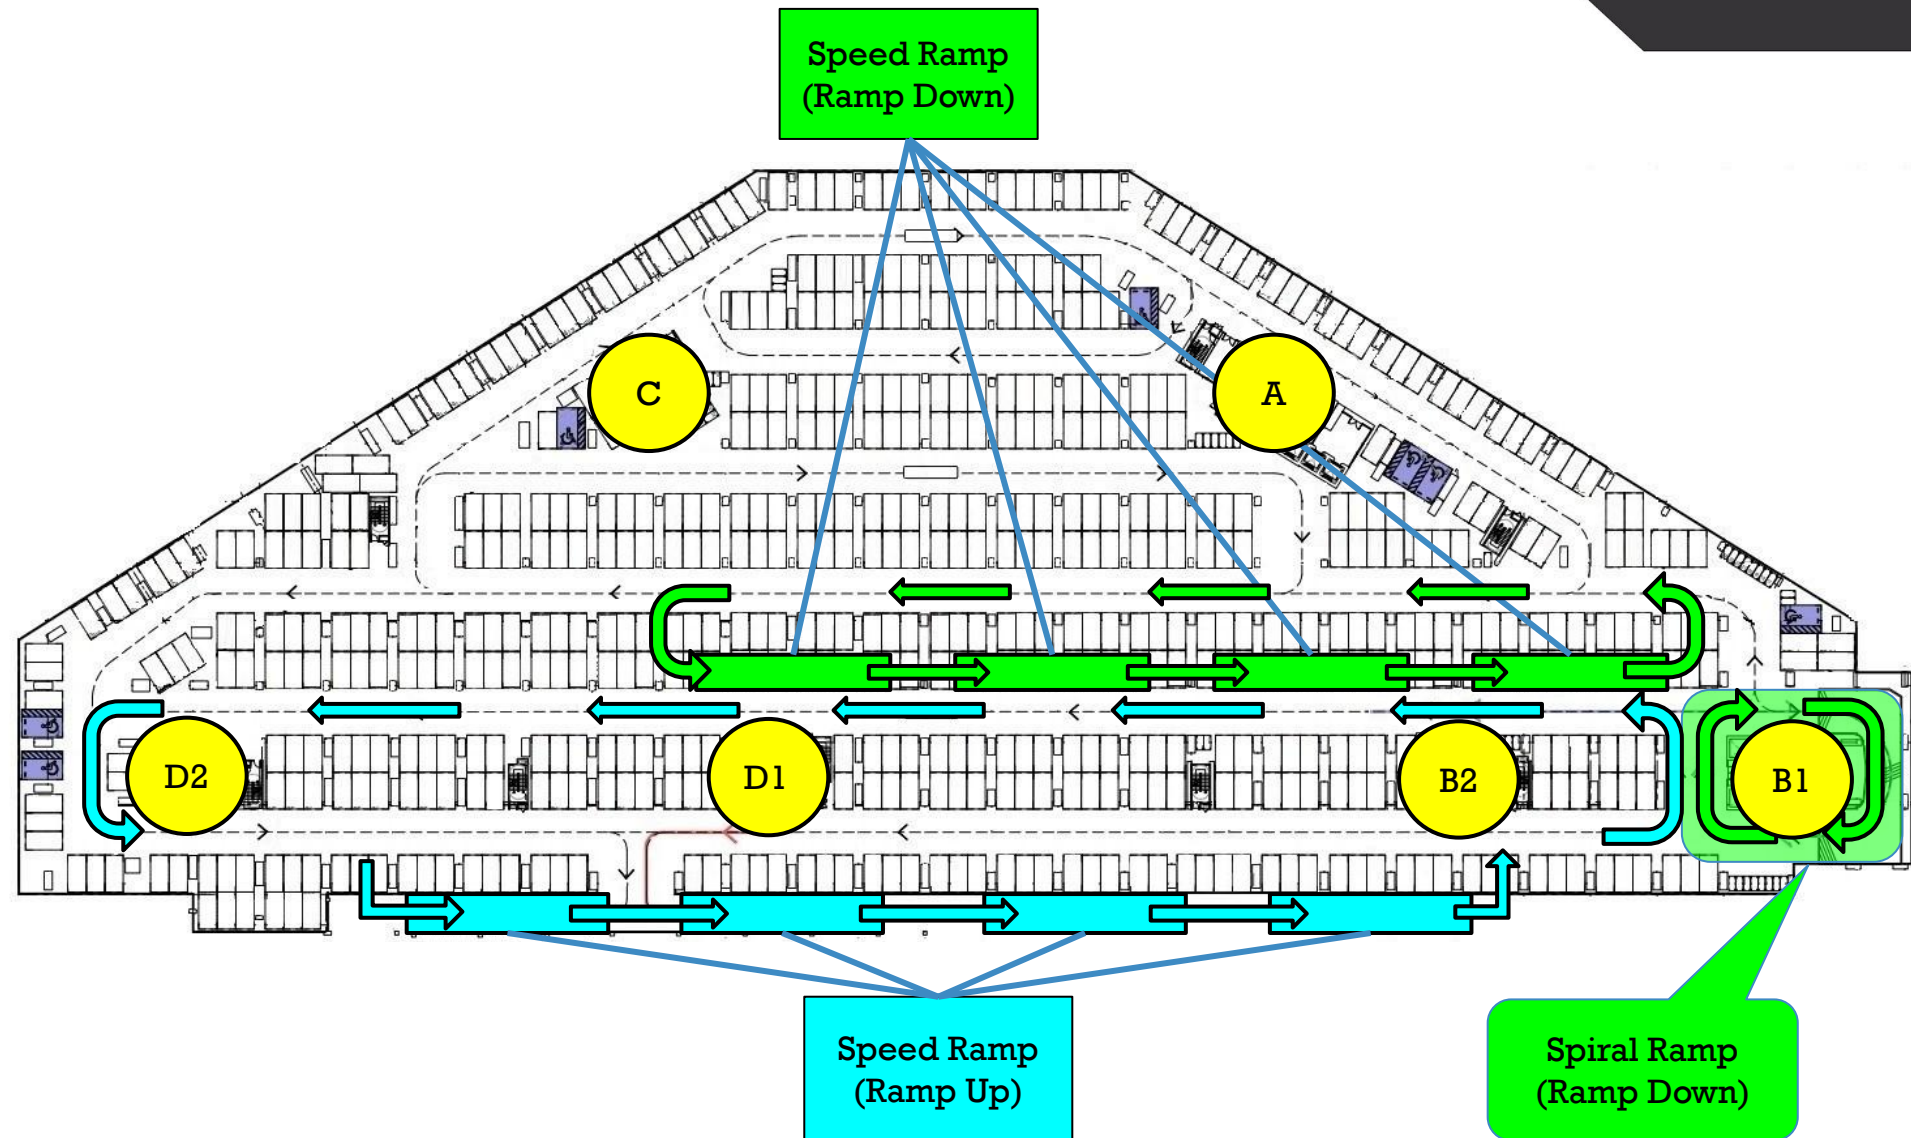 Speed Ramp
(Ramp Down)
C
A
D2
D1
B2
B1
Speed Ramp
(Ramp Up)
Spiral Ramp
(Ramp Down)